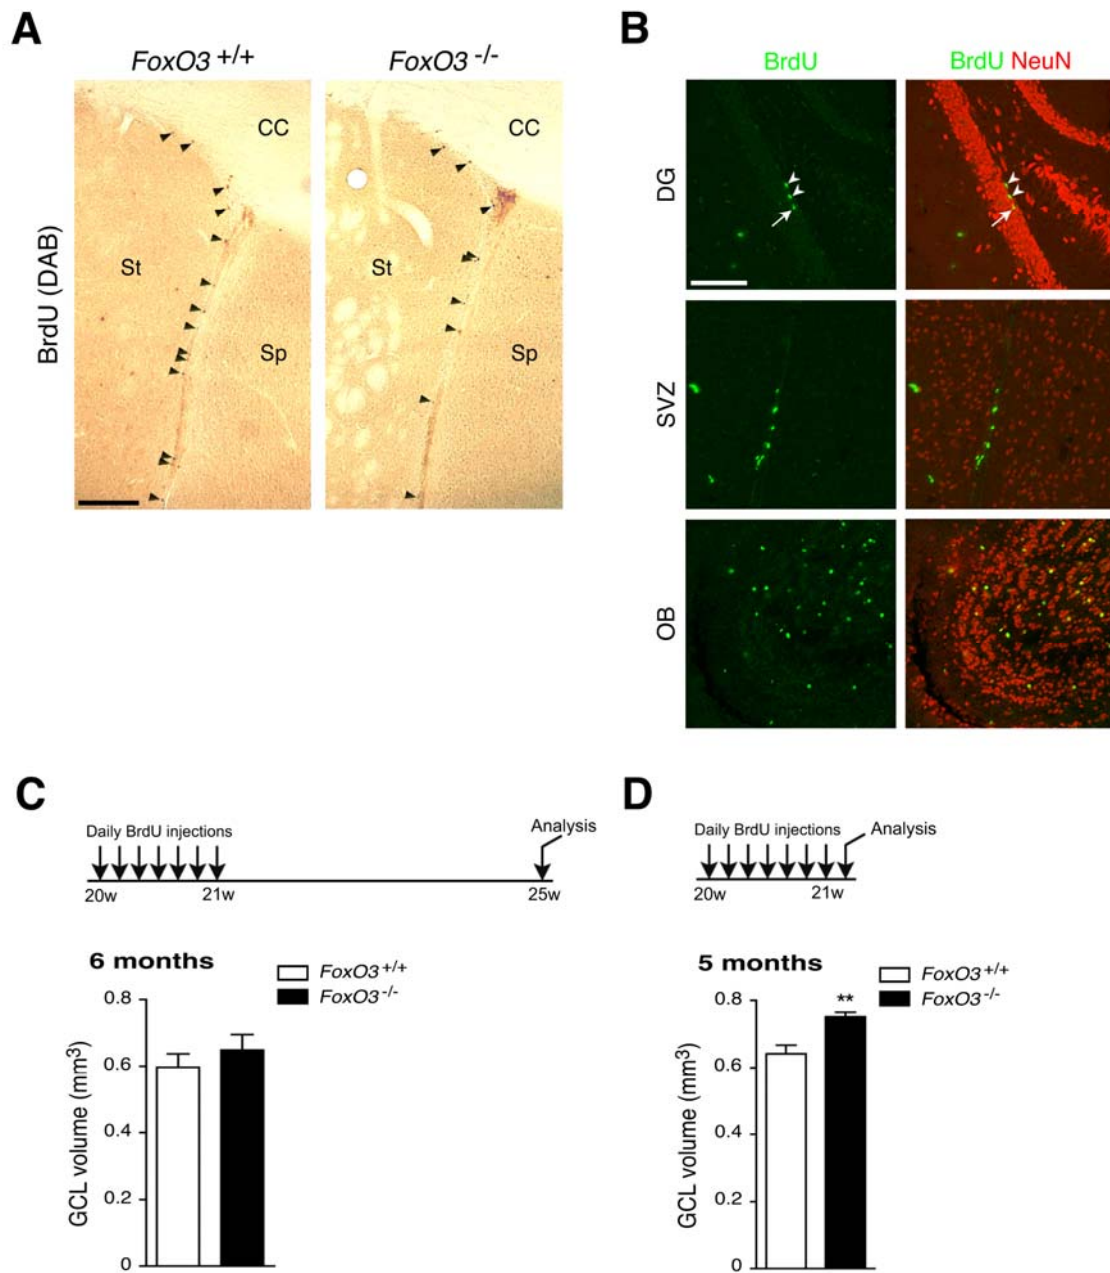 A
FoxO3 +/+
FoxO3 -/-
BrdU (DAB)
CC
St
Sp
CC
St
Sp
B
BrdU
BrdU NeuN
DG
SVZ
OB
C
Daily BrdU injections
Analysis
20w
21w
25w
6 months
FoxO3+/+
FoxO3-/-
GCL volume (mm3)
0.8
0.6
0.4
0.2
0
D
Daily BrdU injections
Analysis
20w
21w
5 months
FoxO3+/+
FoxO3-/-
**
GCL volume (mm3)
0.8
0.6
0.4
0.2
0